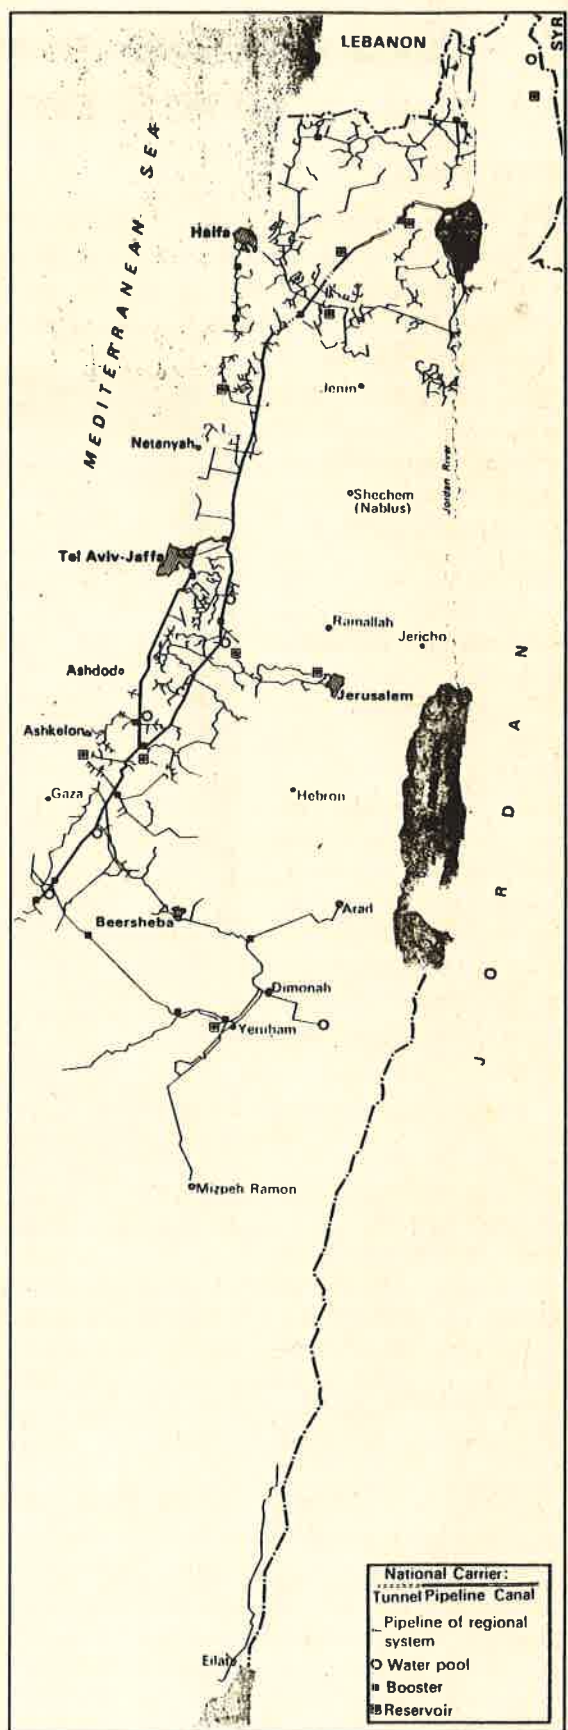 LEBANON
SYR.
MEDITERRANEAN SEA
Haifa
Jenin
Netanyah
Jordan River
Shechem
(Nablus)
Tel Aviv-Jaffa
Ramallah
Jericho
Ashdod
Jerusalem
Ashkelon
Gaza
Hebron
JORDAN
Beersheba
Arad
Dimonah
Yeruham
Mizpeh Ramon
Eilat
National Carrier:
Tunnel Pipeline Canal
Pipeline of regional
system
Water pool
Booster
Reservoir